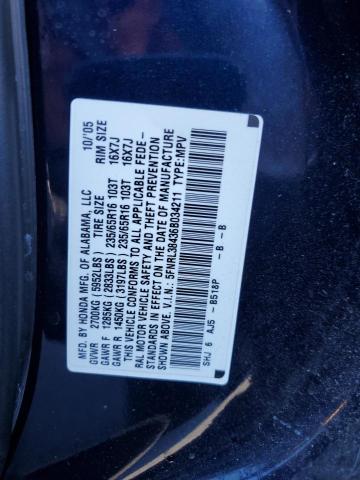 MFD. BY HONDA MFG. OF ALABAMA, LLC 10/'05
GVWR 2700KG (5952LBS) TIRE SIZE RIM SIZE
GAWR F 1285KG (2833LBS) 235/65R16 103T 16X7J
GAWR R 1450KG (3197LBS) 235/65R16 103T 16X7J
THIS VEHICLE CONFORMS TO ALL APPLICABLE FEDE-
RAL MOTOR VEHICLE SAFETY AND THEFT PREVENTION
STANDARDS IN EFFECT ON THE DATE OF MANUFACTURE
SHOWN ABOVE. V.I.N.: 5FNRL38436B034211 TYPE:MPV
SHJ 6 AJ5 - B518P - B - B